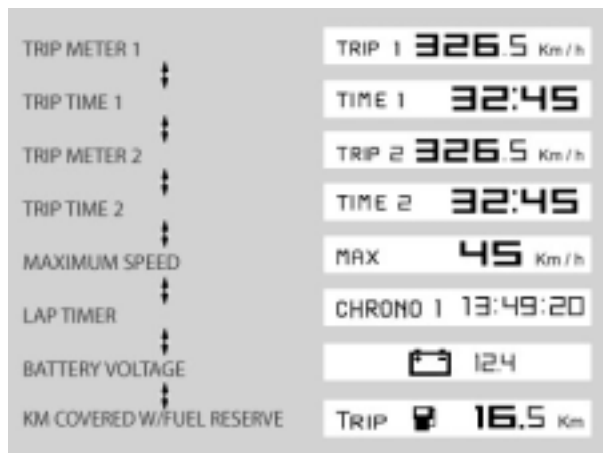 TRIP METER 1 TRIP 1 326.5 Km/h
TRIP TIME 1 TIME 1 32:45
TRIP METER 2 TRIP 2 326.5 Km/h
TRIP TIME 2 TIME 2 32:45
MAXIMUM SPEED MAX 45 Km/h
LAP TIMER CHRONO 1 13:49:20
BATTERY VOLTAGE 12.4
KM COVERED W/FUEL RESERVE TRIP 16.5 Km